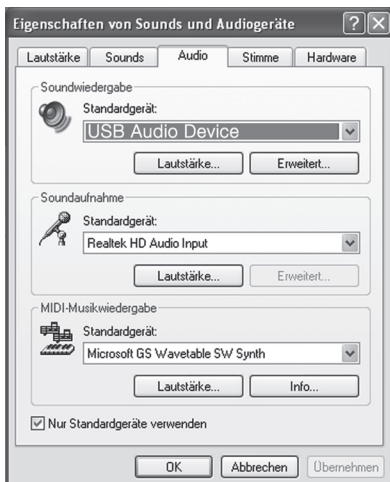 Eigenschaften von Sounds und Audiogeräte
Lautstärke Sounds Audio Stimme Hardware
Soundwiedergabe
Standardgerät:
USB Audio Device
Lautstärke... Erweitert...
Soundaufnahme
Standardgerät:
Realtek HD Audio Input
Lautstärke... Erweitert...
MIDI-Musikwiedergabe
Standardgerät:
Microsoft GS Wavetable SW Synth
Lautstärke... Info...
Nur Standardgeräte verwenden
OK Abbrechen Übernehmen